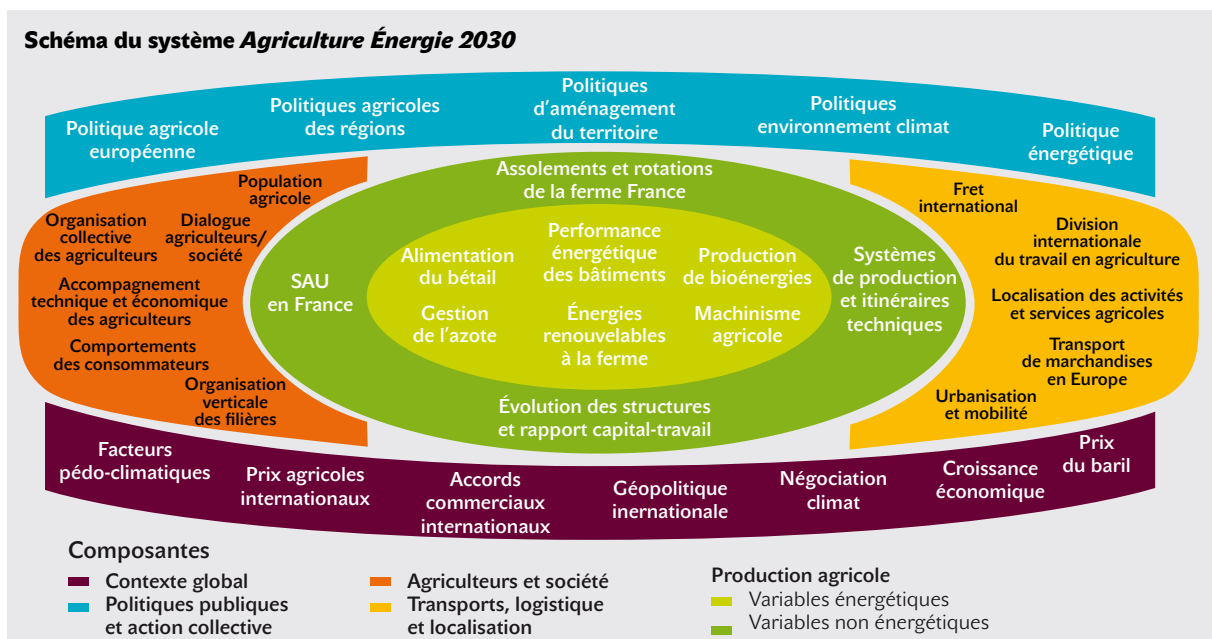 Schéma du système Agriculture Énergie 2030
Politique agricole
européenne
Politiques agricoles
des régions
Politiques
d'aménagement
du territoire
Politiques
environnement climat
Politique
énergétique
Population
agricole
Organisation
collective
des agriculteurs
Dialogue
agriculteurs/
société
Accompagnement
technique et économique
des agriculteurs
Comportements
des consommateurs
Organisation
verticale
des filières
Assolements et rotations
de la ferme France
SAU
en France
Alimentation
du bétail
Performance
énergétique
des bâtiments
Production
de bioénergies
Gestion
de l'azote
Énergies
renouvelables
à la ferme
Machinisme
agricole
Systèmes
de production
et itinéraires
techniques
Évolution des structures
et rapport capital-travail
Fret
international
Division
internationale
du travail en agriculture
Localisation des activités
et services agricoles
Transport
de marchandises
en Europe
Urbanisation
et mobilité
Facteurs
pédo-climatiques
Prix agricoles
internationaux
Accords
commerciaux
internationaux
Géopolitique
inernationale
Négociation
climat
Croissance
économique
Prix
du baril
Composantes
Contexte global
Politiques publiques
et action collective
Agriculteurs et société
Transports, logistique
et localisation
Production agricole
Variables énergétiques
Variables non énergétiques